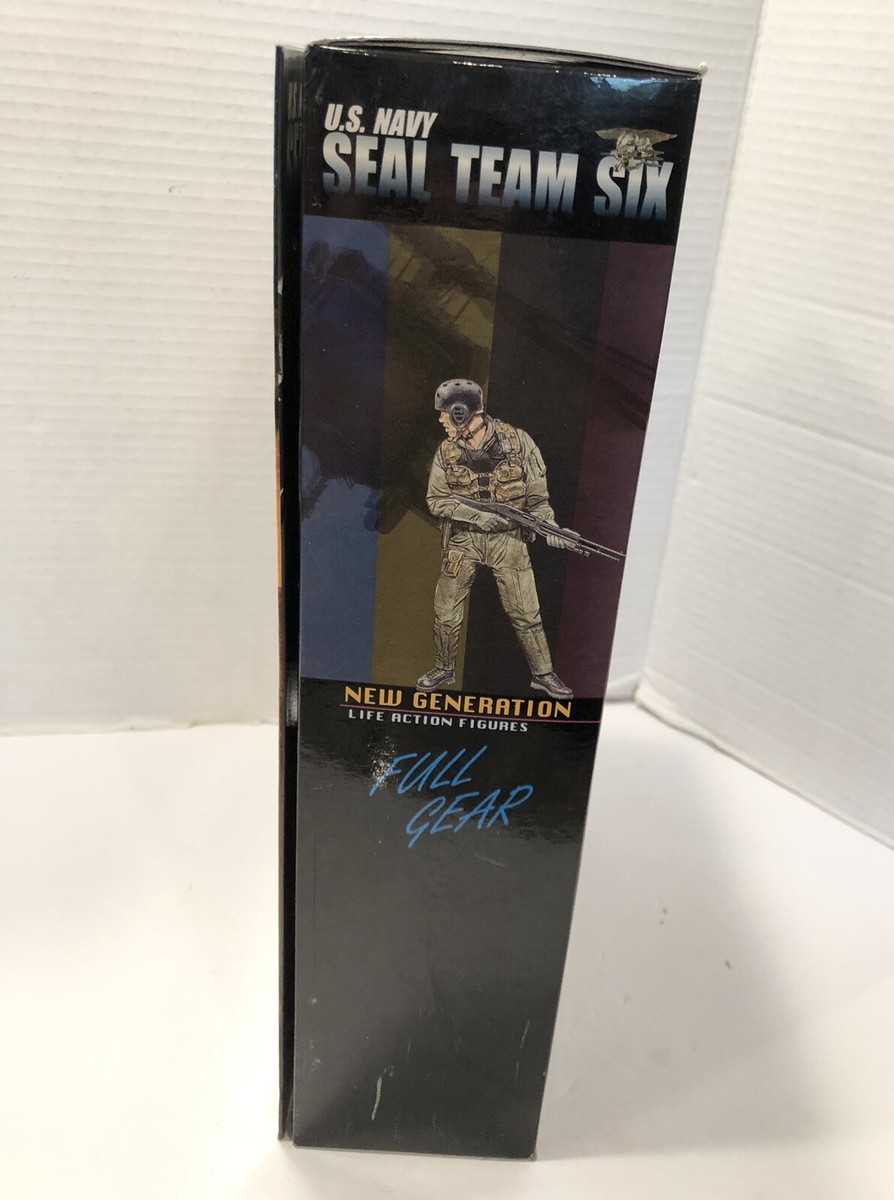 U.S. NAVY
SEAL TEAM SIX
NEW GENERATION
LIFE ACTION FIGURES
FULL
GEAR